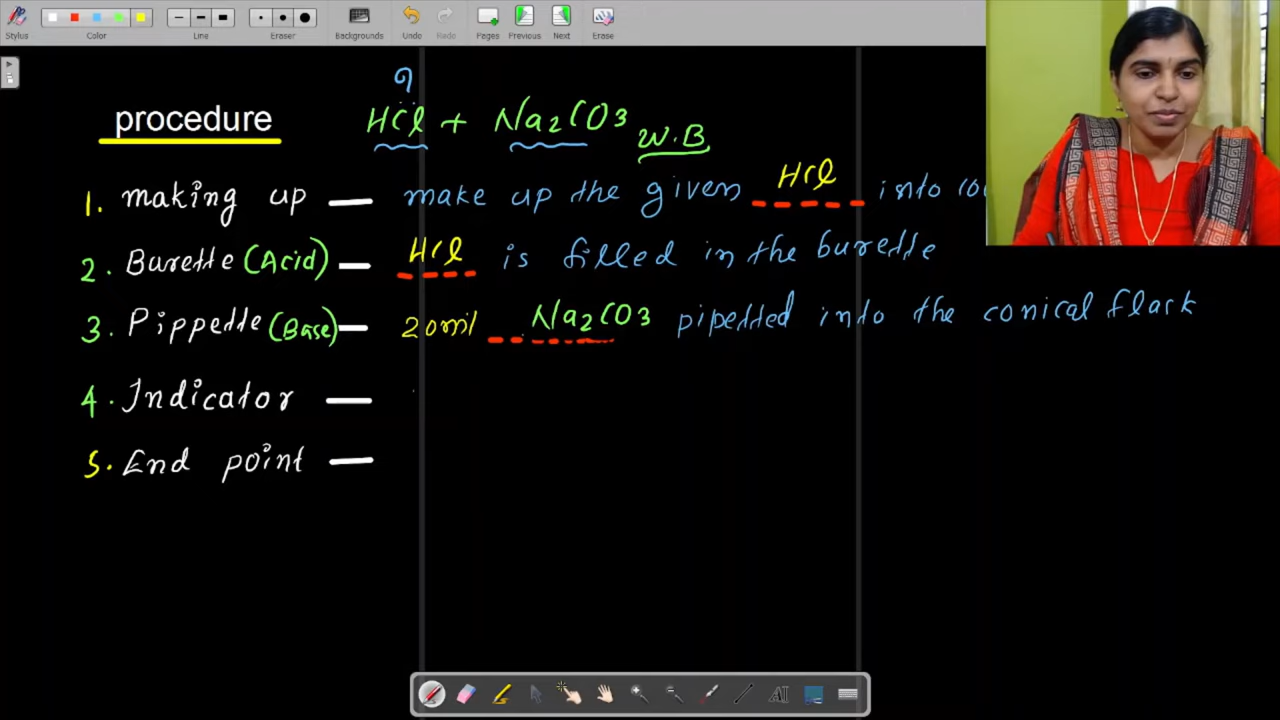 Stylus Color Line Eraser Backgrounds Undo Redo Pages Previous Next Erase
?
procedure HCl + Na2CO3 W.B
1. making up — make up the given HCl into 100
2. Burette (Acid) — HCl is filled in the burette
3. Pippette (Base) — 20ml Na2CO3 pipetted into the conical flask
4. Indicator —
5. End point —